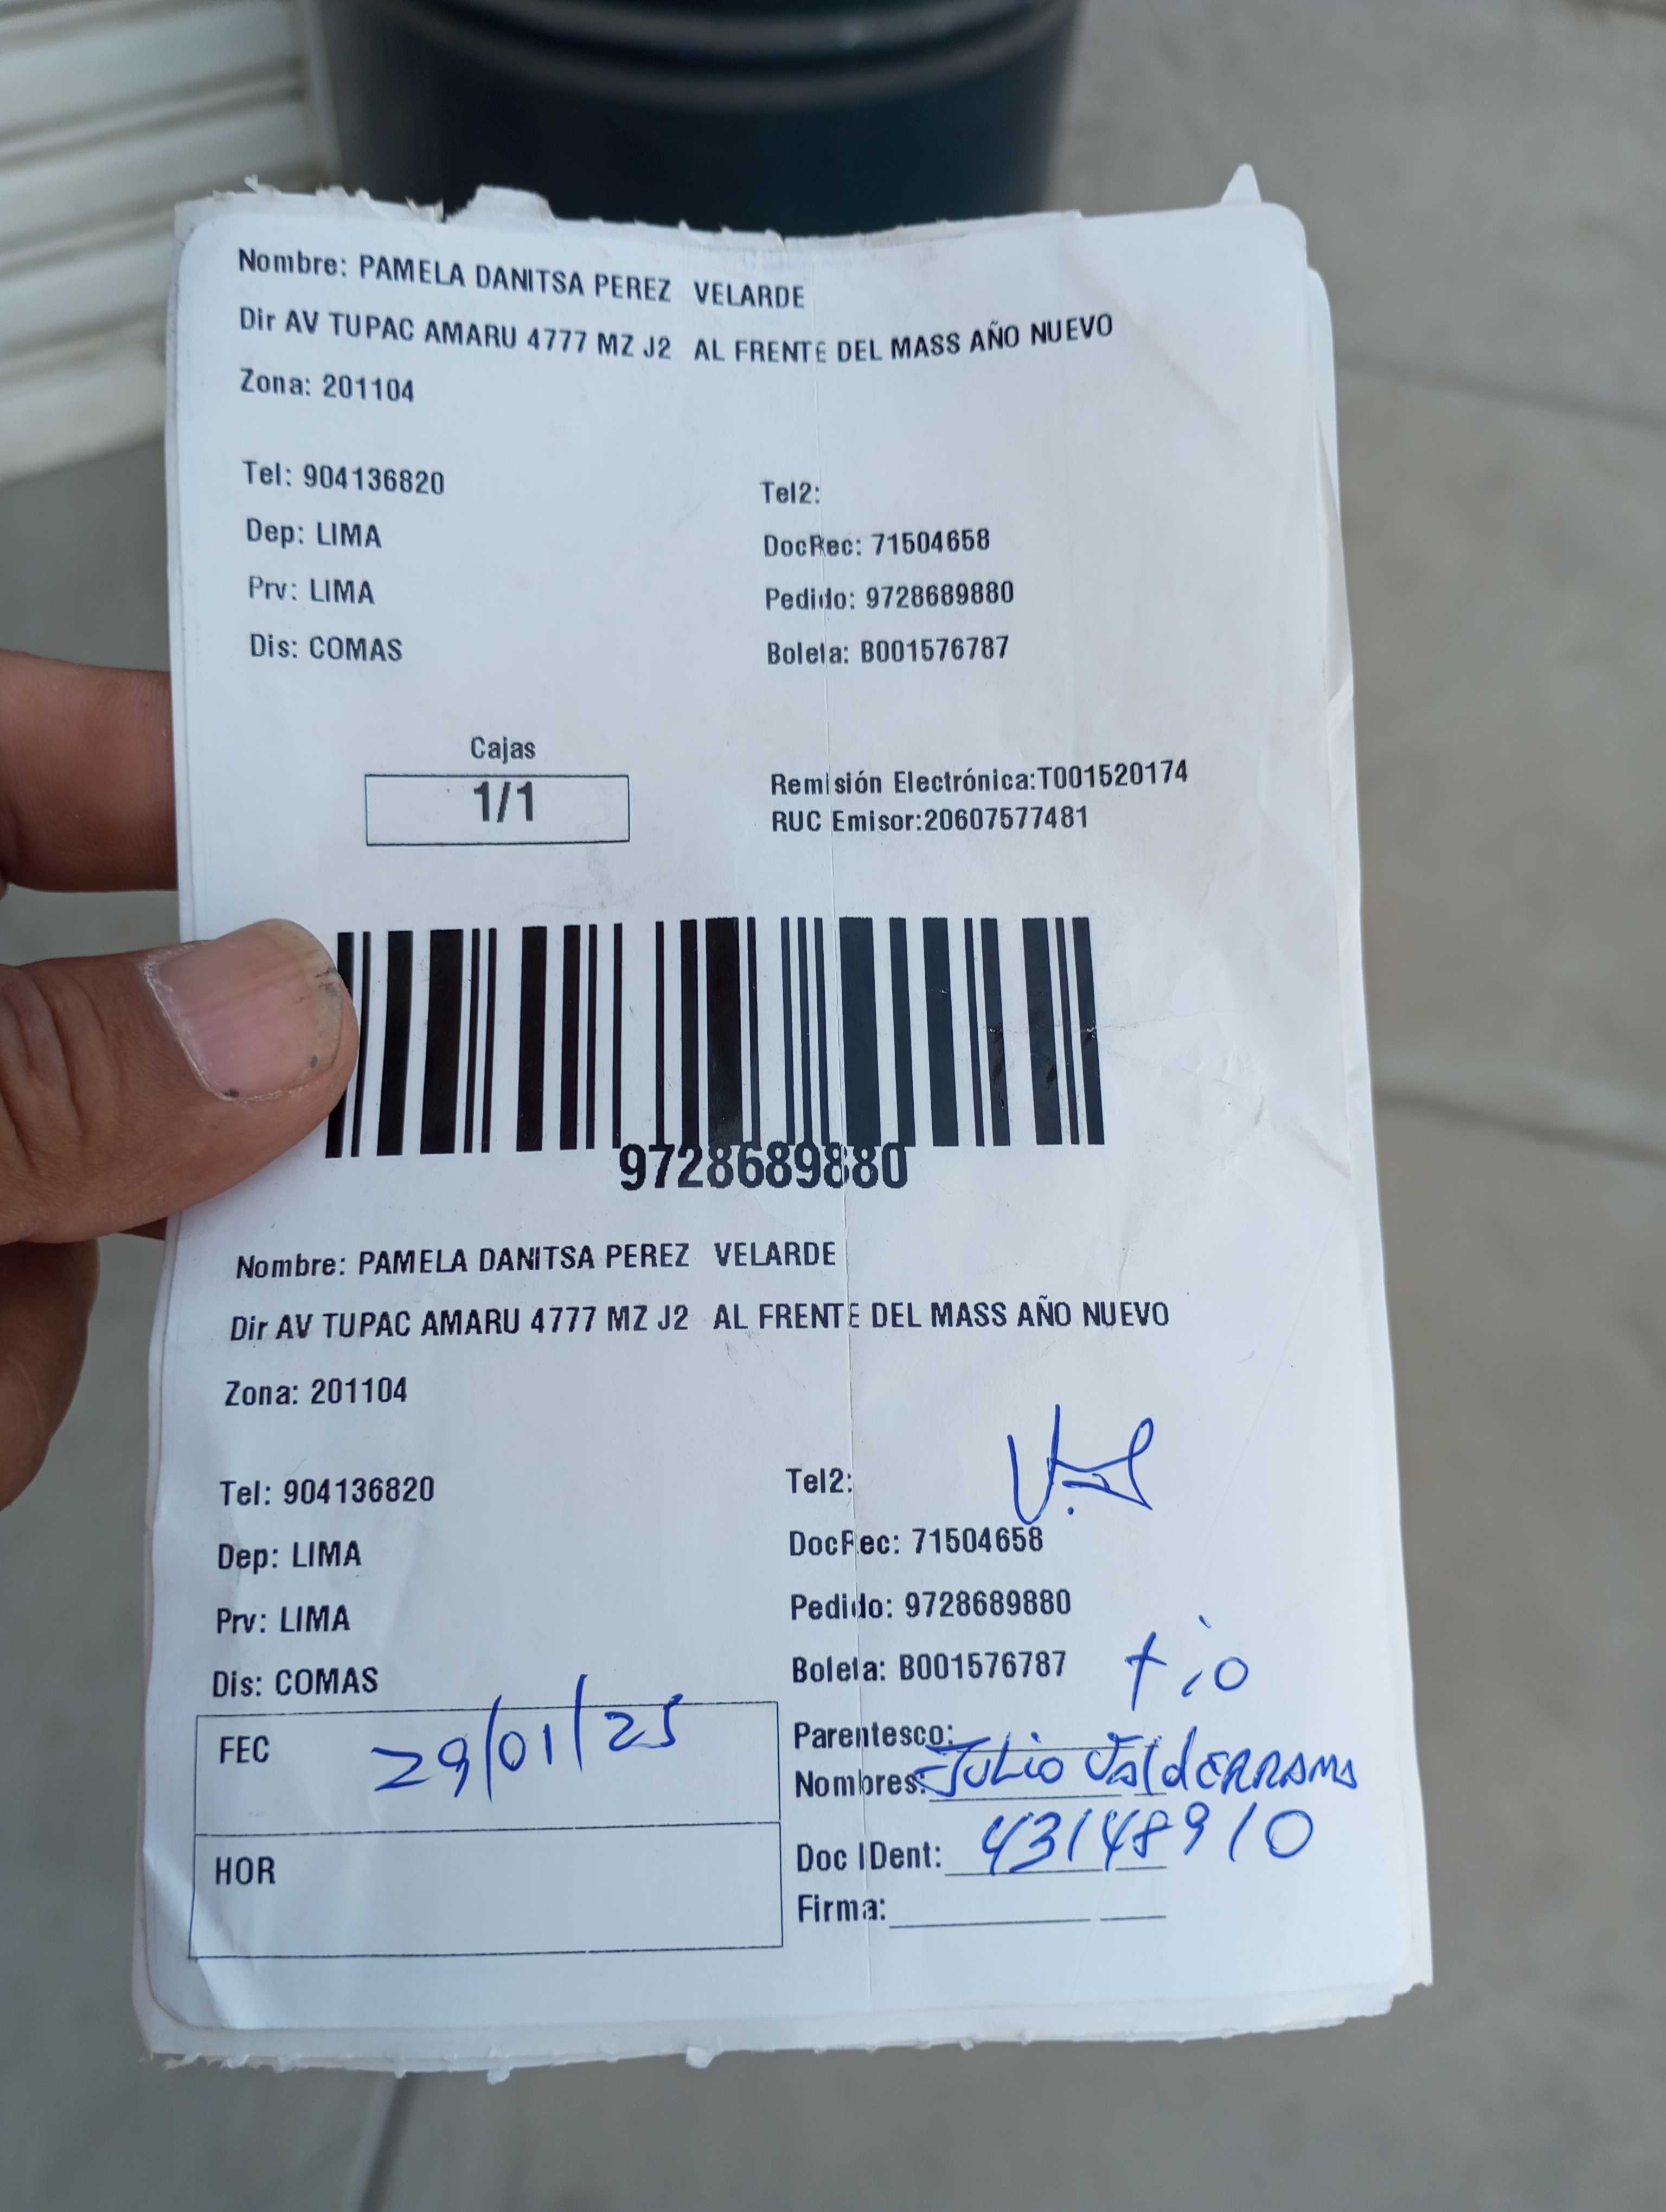 Nombre: PAMELA DANITSA PEREZ VELARDE
Dir AV TUPAC AMARU 4777 MZ J2 AL FRENTE DEL MASS AÑO NUEVO
Zona: 201104
Tel: 904136820
Tel2:
Dep: LIMA
DocRec: 71504658
Prv: LIMA
Pedido: 9728689880
Dis: COMAS
Boleta: B001576787
Cajas
1/1
Remisión Electrónica:T001520174
RUC Emisor:20607577481
9728689880
Nombre: PAMELA DANITSA PEREZ VELARDE
Dir AV TUPAC AMARU 4777 MZ J2 AL FRENTE DEL MASS AÑO NUEVO
Zona: 201104
Tel: 904136820
Tel2:
Dep: LIMA
DocRec: 71504658
Prv: LIMA
Pedido: 9728689880
Dis: COMAS
Boleta: B001576787
FEC 29/01/25
HOR
Parentesco: tio
Nombres: Julio Valderrama
Doc IDent: 43148910
Firma: